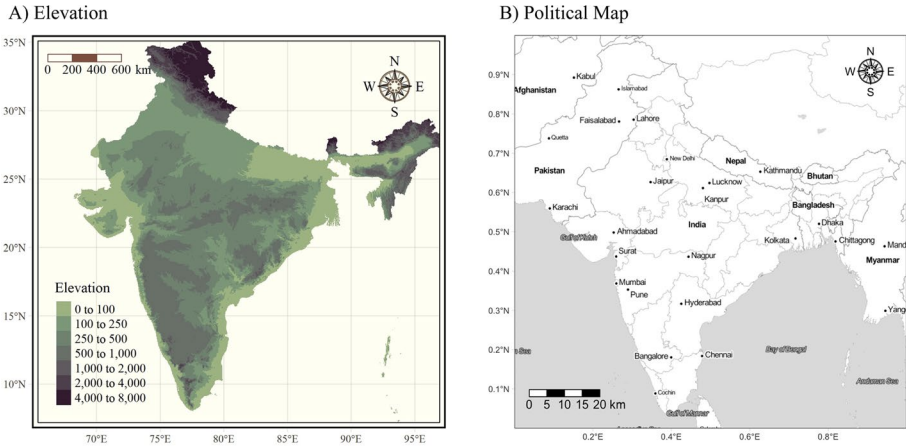 A) Elevation
B) Political Map
35°N
30°N
25°N
20°N
15°N
10°N
0 200 400 600 km
N
W E
S
Elevation
0 to 100
100 to 250
250 to 500
500 to 1,000
1,000 to 2,000
2,000 to 4,000
4,000 to 8,000
70°E 75°E 80°E 85°E 90°E 95°E
0.9°N
0.8°N
0.7°N
0.6°N
0.5°N
0.4°N
0.3°N
0.2°N
0.1°N
N
W E
S
Kabul
Afghanistan
Islamabad
Faisalabad
Lahore
Quetta
New Delhi
Nepal
Pakistan
Kathmandu
Bhutan
Jaipur
Lucknow
Kanpur
Bangladesh
Karachi
India
Dhaka
Ahmadabad
Kolkata
Chittagong
Mand
Surat
Nagpur
Myanmar
Mumbai
Pune
Hyderabad
Yang
Bangalore
Chennai
Bay of Bengal
an Sea
Andaman Sea
Cochin
Gulf of Mannar
0 5 10 15 20 km
0.2°E 0.4°E 0.6°E 0.8°E